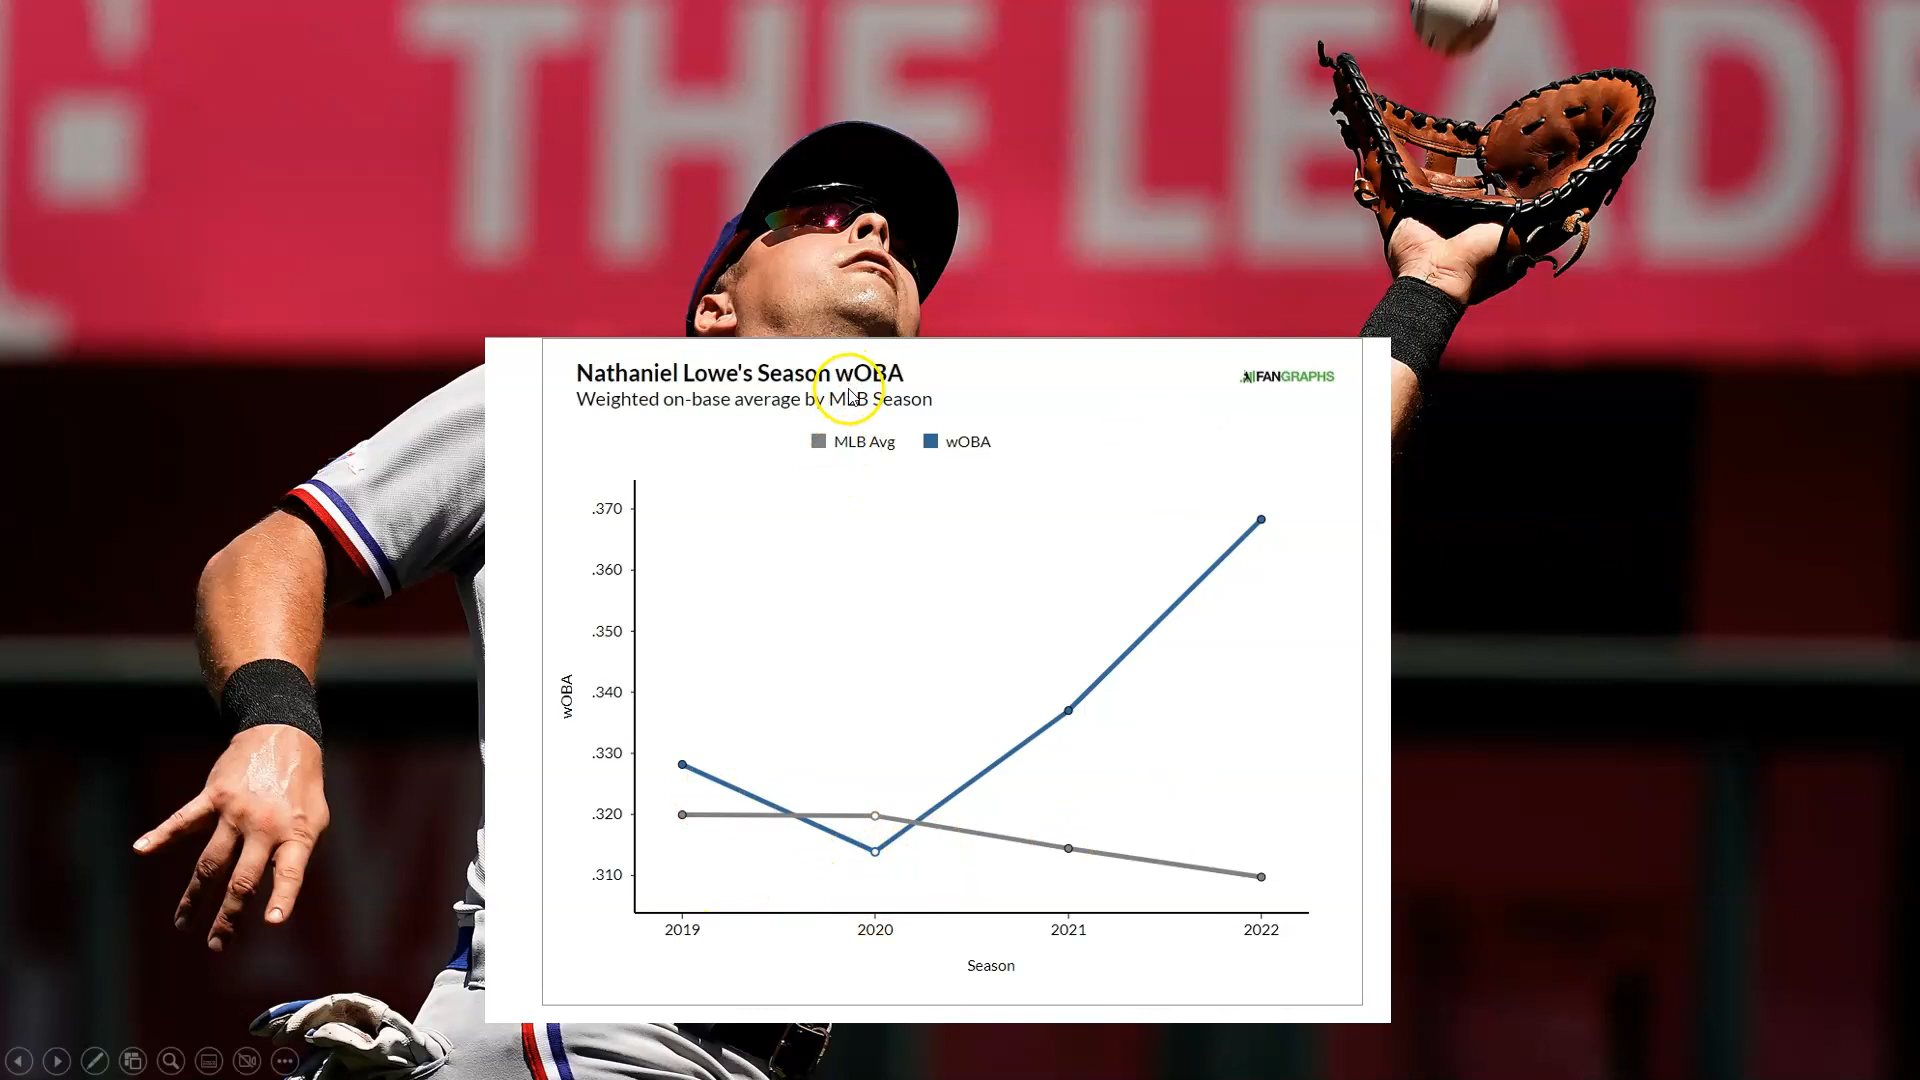 THE LEADE
Nathaniel Lowe's Season wOBA
FANGRAPHS
Weighted on-base average by MLB Season
MLB Avg
wOBA
.370
.360
.350
.340
.330
.320
.310
wOBA
2019
2020
2021
2022
Season